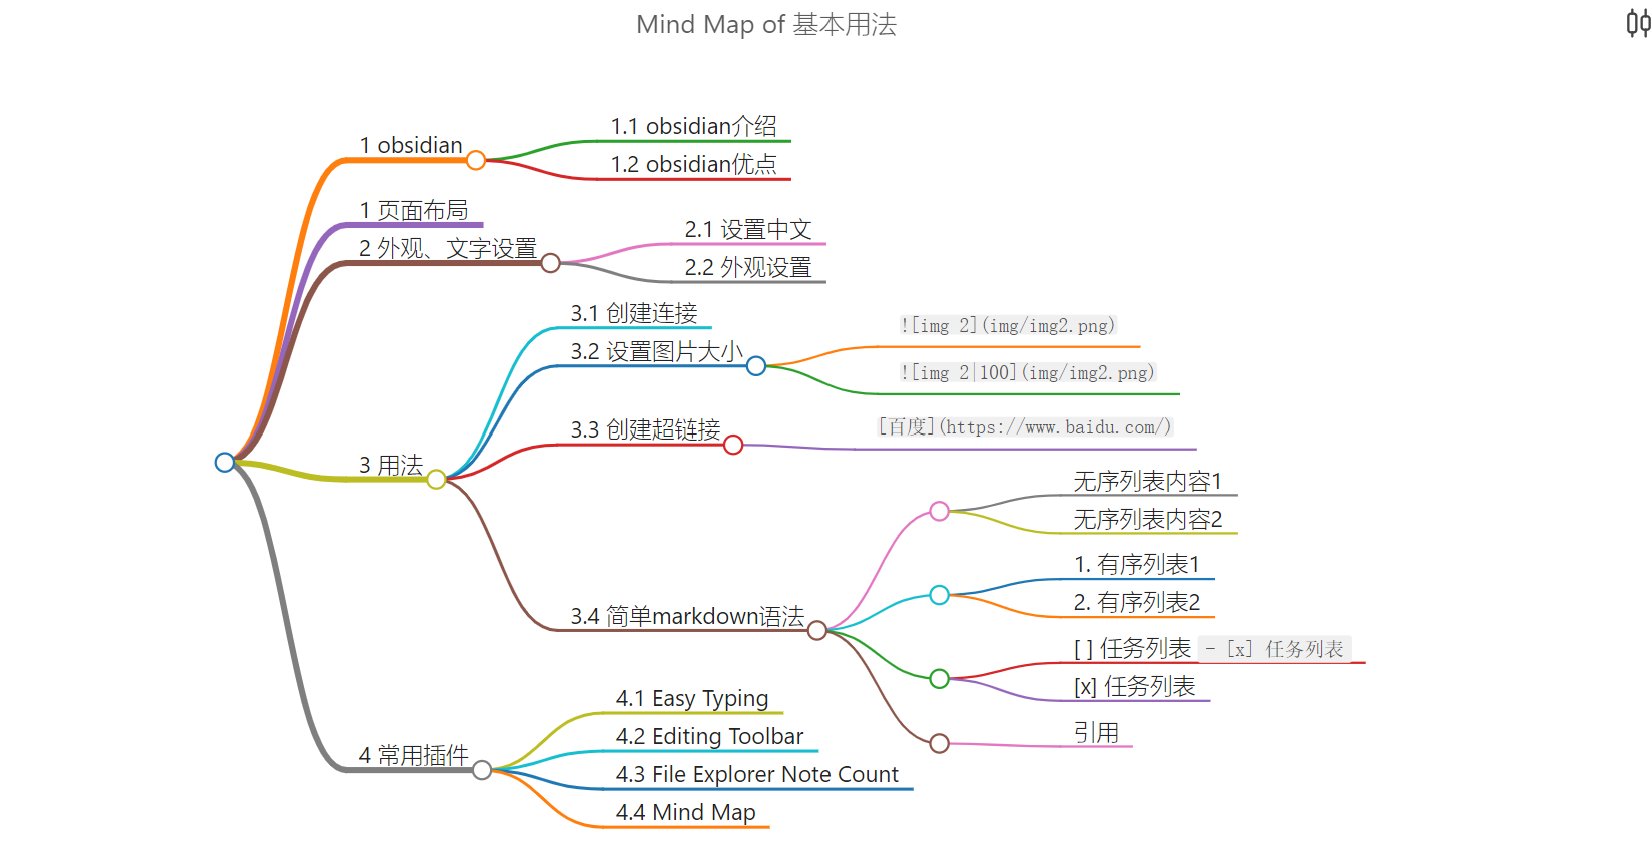 Mind Map of 基本用法
1 obsidian
1.1 obsidian介绍
1.2 obsidian优点
1 页面布局
2 外观、文字设置
2.1 设置中文
2.2 外观设置
3 用法
3.1 创建连接
3.2 设置图片大小
![img 2](img/img2.png)
![img 2|100](img/img2.png)
3.3 创建超链接
[百度](https://www.baidu.com/)
3.4 简单markdown语法
无序列表内容1
无序列表内容2
1. 有序列表1
2. 有序列表2
[ ] 任务列表 - [x] 任务列表
[x] 任务列表
引用
4 常用插件
4.1 Easy Typing
4.2 Editing Toolbar
4.3 File Explorer Note Count
4.4 Mind Map